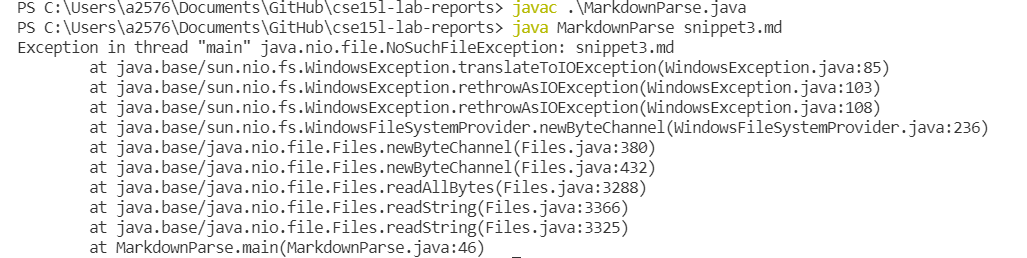 PS C:\Users\a2576\Documents\GitHub\cse15l-lab-reports> javac .\MarkdownParse.java
PS C:\Users\a2576\Documents\GitHub\cse15l-lab-reports> java MarkdownParse snippet3.md
Exception in thread "main" java.nio.file.NoSuchFileException: snippet3.md
        at java.base/sun.nio.fs.WindowsException.translateToIOException(WindowsException.java:85)
        at java.base/sun.nio.fs.WindowsException.rethrowAsIOException(WindowsException.java:103)
        at java.base/sun.nio.fs.WindowsException.rethrowAsIOException(WindowsException.java:108)
        at java.base/sun.nio.fs.WindowsFileSystemProvider.newByteChannel(WindowsFileSystemProvider.java:236)
        at java.base/java.nio.file.Files.newByteChannel(Files.java:380)
        at java.base/java.nio.file.Files.newByteChannel(Files.java:432)
        at java.base/java.nio.file.Files.readAllBytes(Files.java:3288)
        at java.base/java.nio.file.Files.readString(Files.java:3366)
        at java.base/java.nio.file.Files.readString(Files.java:3325)
        at MarkdownParse.main(MarkdownParse.java:46)